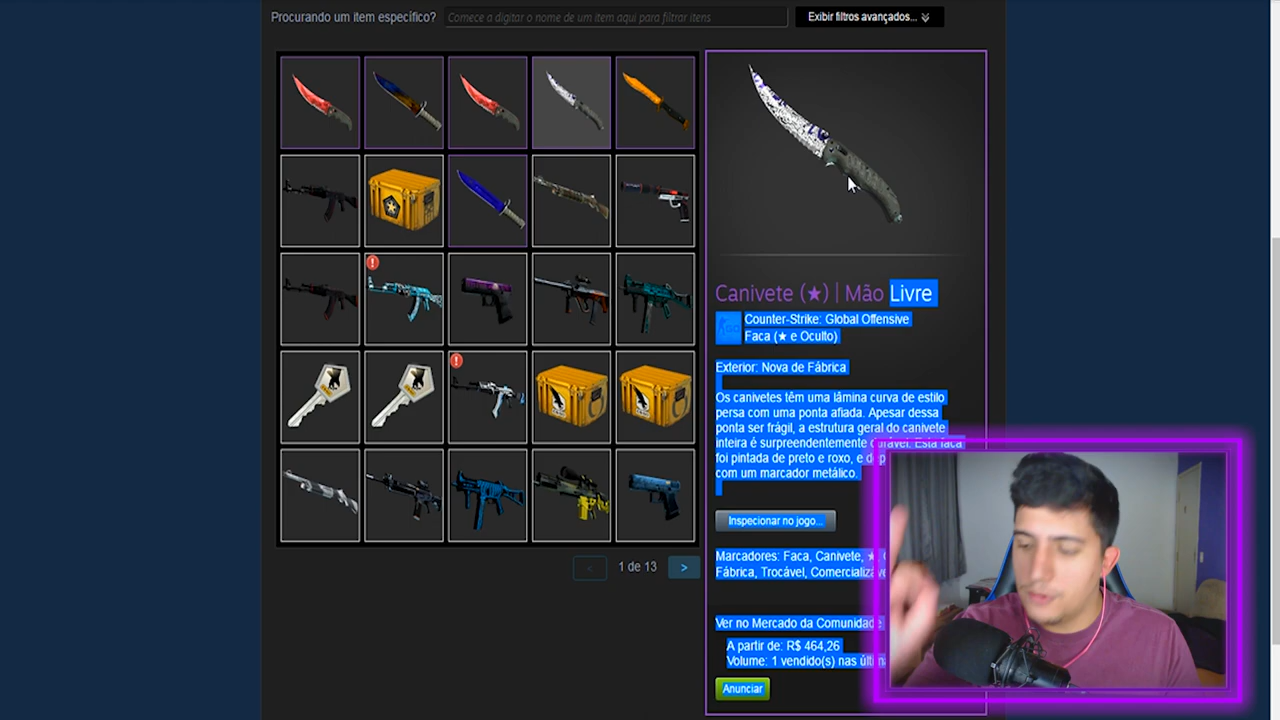 Procurando um item específico?
Comece a digitar o nome de um item aqui para filtrar itens
Exibir filtros avançados...
Canivete (★) | Mão Livre
Counter-Strike: Global Offensive
Faca (★ e Oculto)
Exterior: Nova de Fábrica
Os canivetes têm uma lâmina curva de estilo
persa com uma ponta afiada. Apesar dessa
ponta ser frágil, a estrutura geral do canivete
inteira é surpreendentemente durável. Esta faca
foi pintada de preto e roxo, e
com um marcador metálico.
Inspecionar no jogo...
Marcadores: Faca, Canivete, ★,
Fábrica, Trocável,
Ver no Mercado da Comunidade
A partir de: R$ 464,26
Volume: 1 vendido(s) nas
Anunciar
< 1 de 13 >